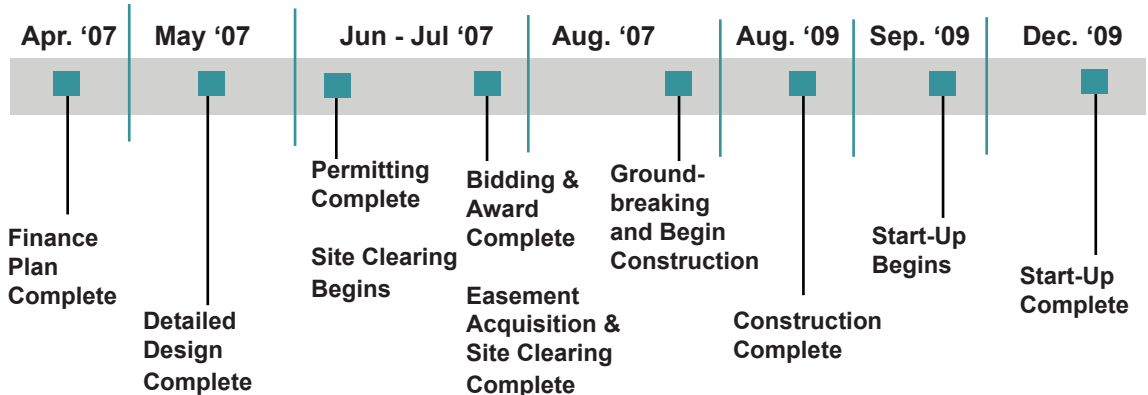 Apr. ‘07
May ‘07
Jun - Jul ‘07
Aug. ‘07
Aug. ‘09
Sep. ‘09
Dec. ‘09
Finance
Plan
Complete
Detailed
Design
Complete
Permitting
Complete
Site Clearing
Begins
Bidding &
Award
Complete
Easement
Acquisition &
Site Clearing
Complete
Ground-
breaking
and Begin
Construction
Construction
Complete
Start-Up
Begins
Start-Up
Complete